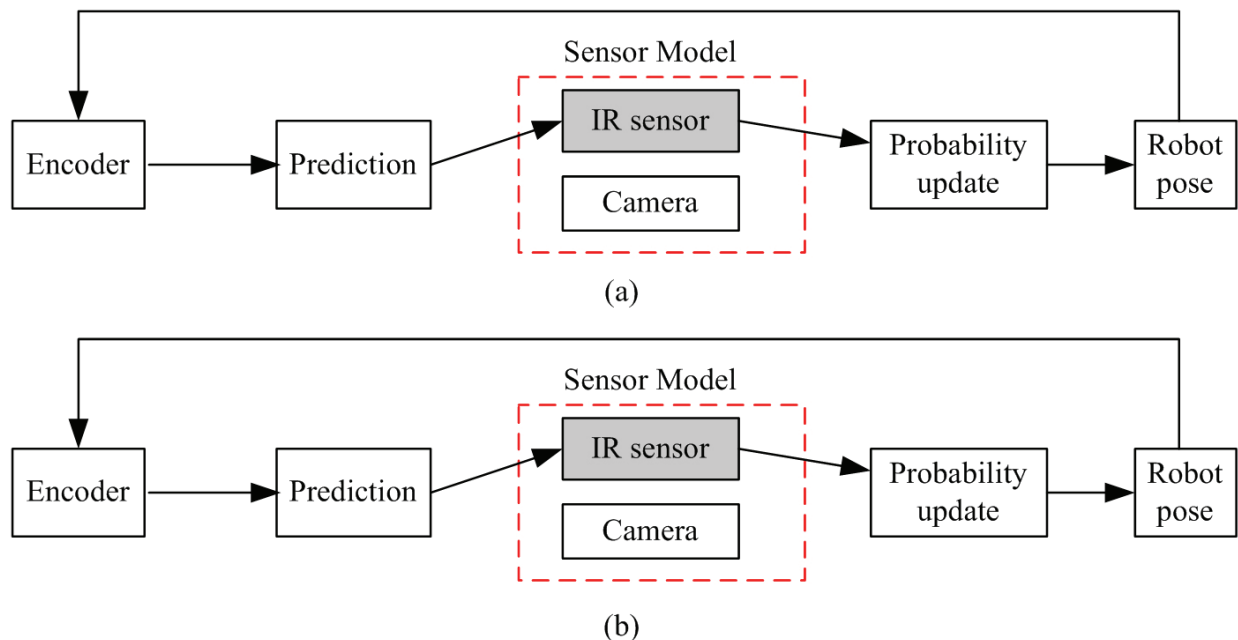 Sensor Model
Encoder
Prediction
IR sensor
Camera
Probability
update
Robot
pose
(a)
Sensor Model
Encoder
Prediction
IR sensor
Camera
Probability
update
Robot
pose
(b)